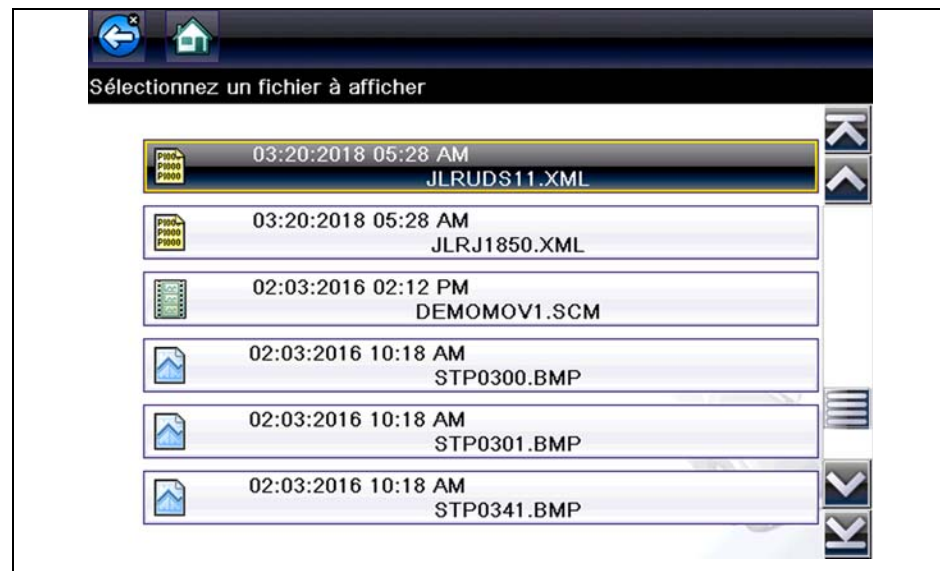 Sélectionnez un fichier à afficher
03:20:2018 05:28 AM
JLRUDS11.XML
03:20:2018 05:28 AM
JLRJ1850.XML
02:03:2016 02:12 PM
DEMOMOV1.SCM
02:03:2016 10:18 AM
STP0300.BMP
02:03:2016 10:18 AM
STP0301.BMP
02:03:2016 10:18 AM
STP0341.BMP